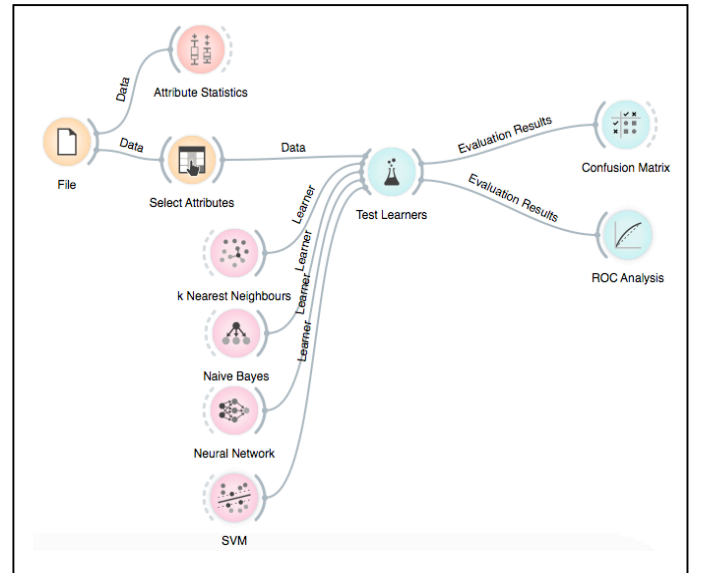 Data
Attribute Statistics
File
Data
Select Attributes
Data
Test Learners
Learner
k Nearest Neighbours
Learner
Naive Bayes
Learner
Neural Network
Learner
SVM
Evaluation Results
Confusion Matrix
Evaluation Results
ROC Analysis